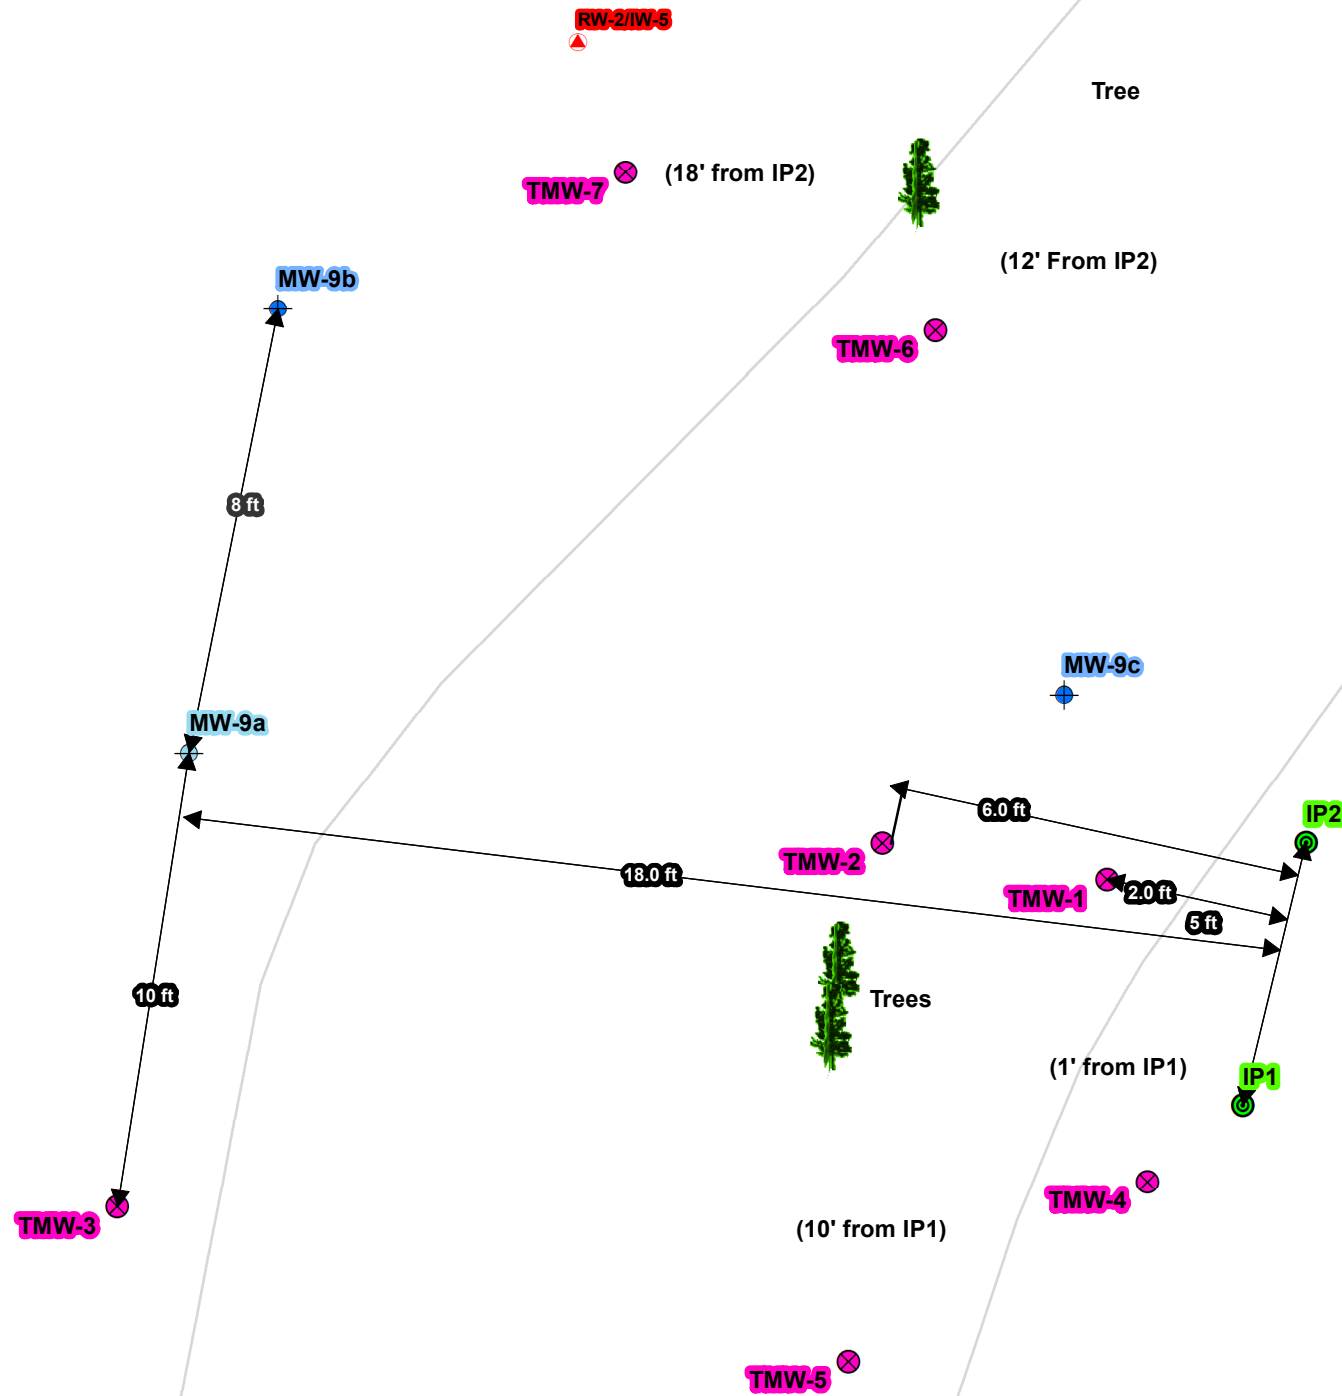 RW-2/IW-5
Tree
(18' from IP2)
TMW-7
(12' From IP2)
MW-9b
TMW-6
8 ft
MW-9c
MW-9a
6.0 ft
IP2
TMW-2
18.0 ft
2.0 ft
TMW-1
5 ft
10 ft
Trees
(1' from IP1)
IP1
TMW-4
TMW-3
(10' from IP1)
TMW-5